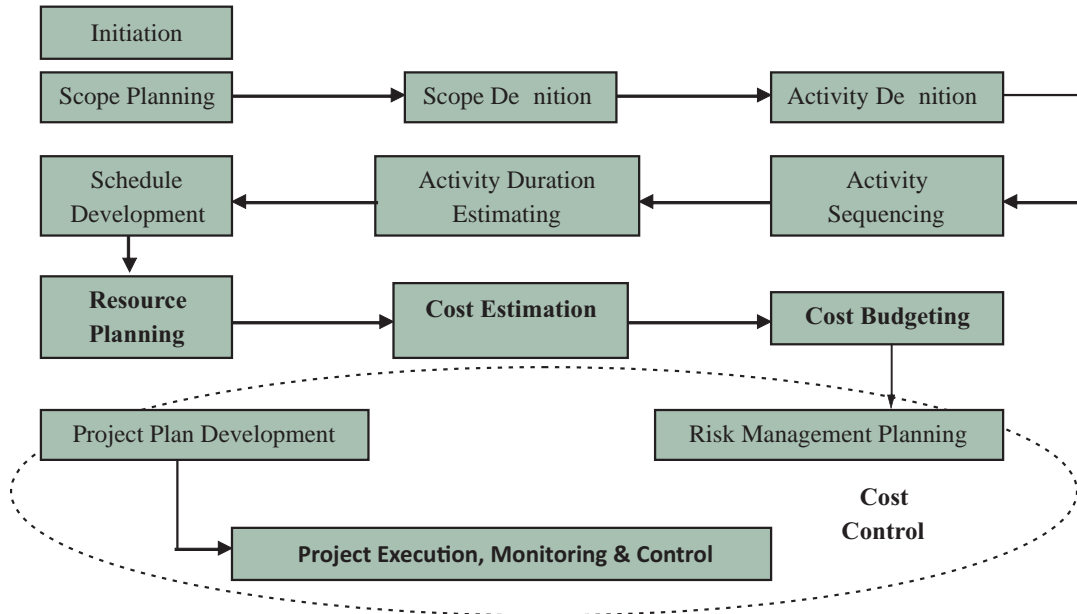 Initiation
Scope Planning
Scope De nition
Activity De nition
Schedule
Development
Activity Duration
Estimating
Activity
Sequencing
Resource
Planning
Cost Estimation
Cost Budgeting
Project Plan Development
Risk Management Planning
Cost
Control
Project Execution, Monitoring & Control